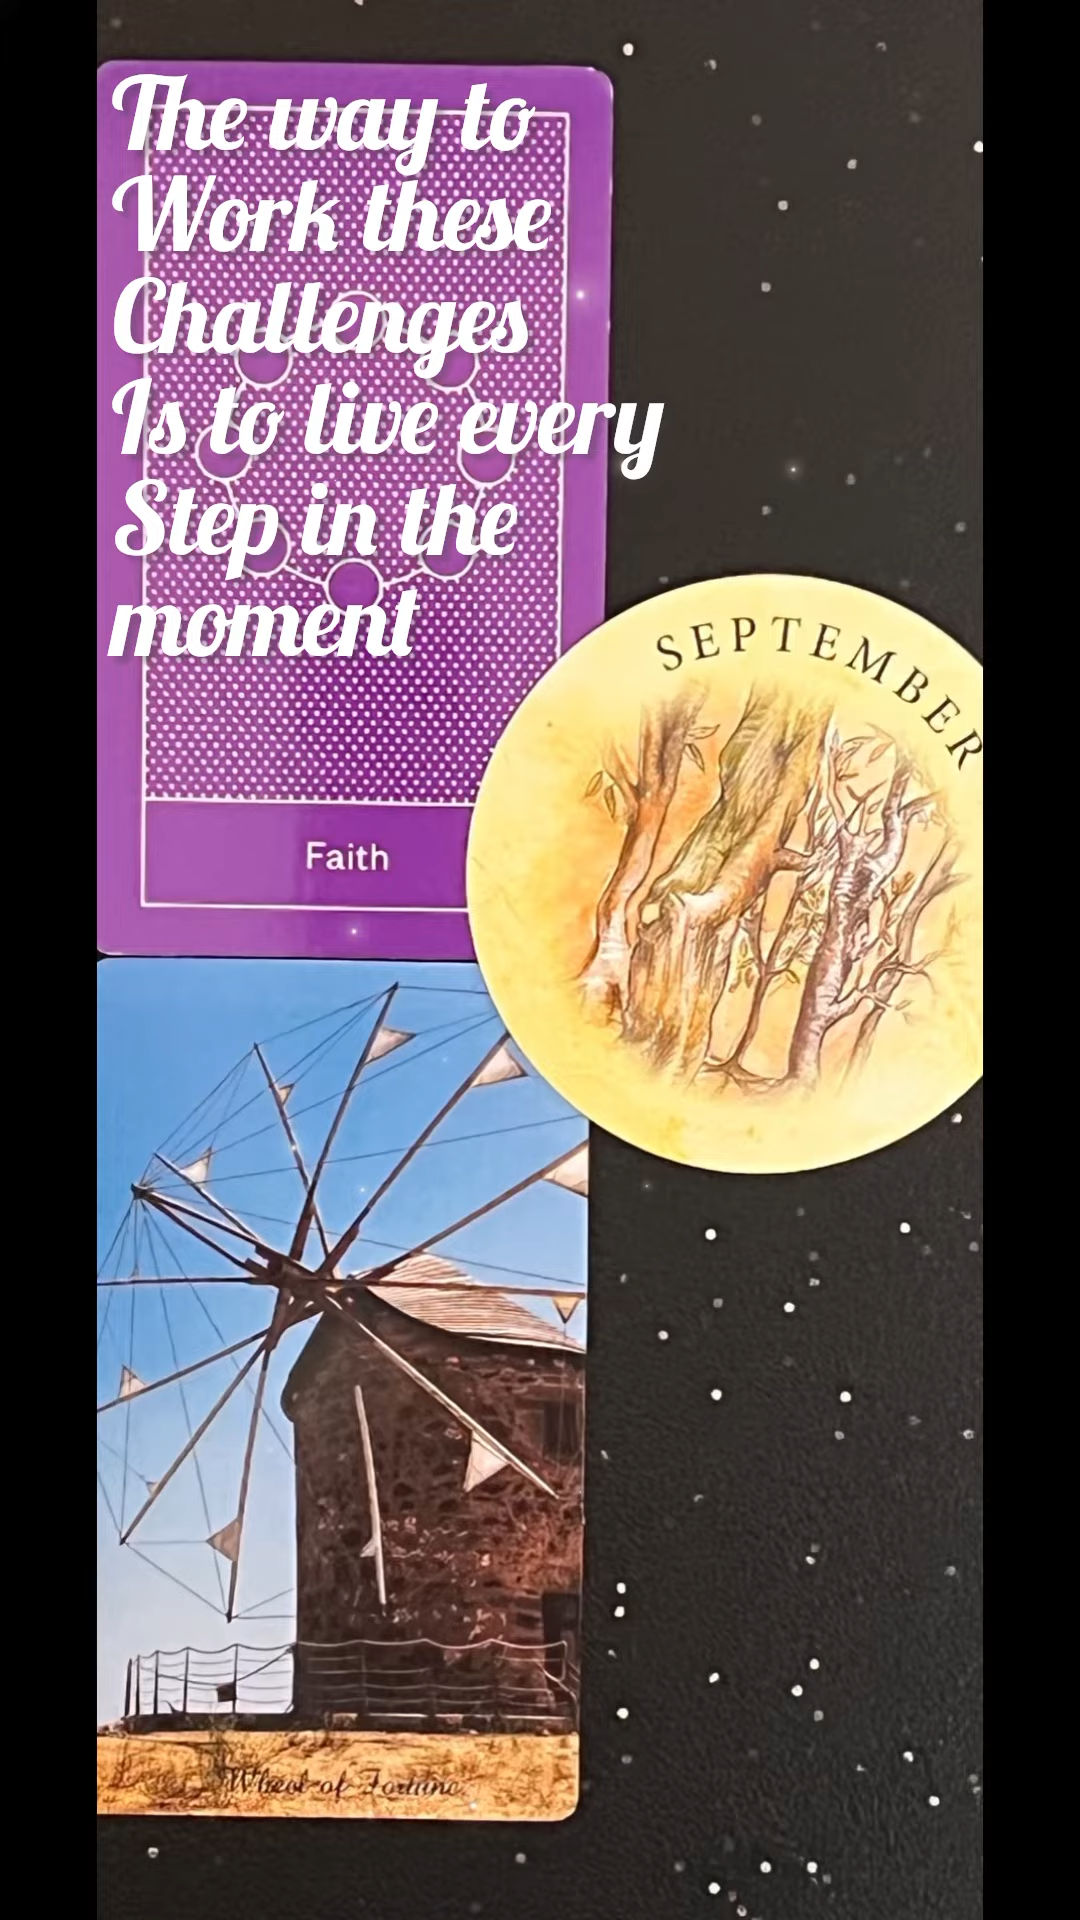 The way to
Work these
Challenges
Is to live every
Step in the
moment
SEPTEMBER
Faith
Wheel of Fortune